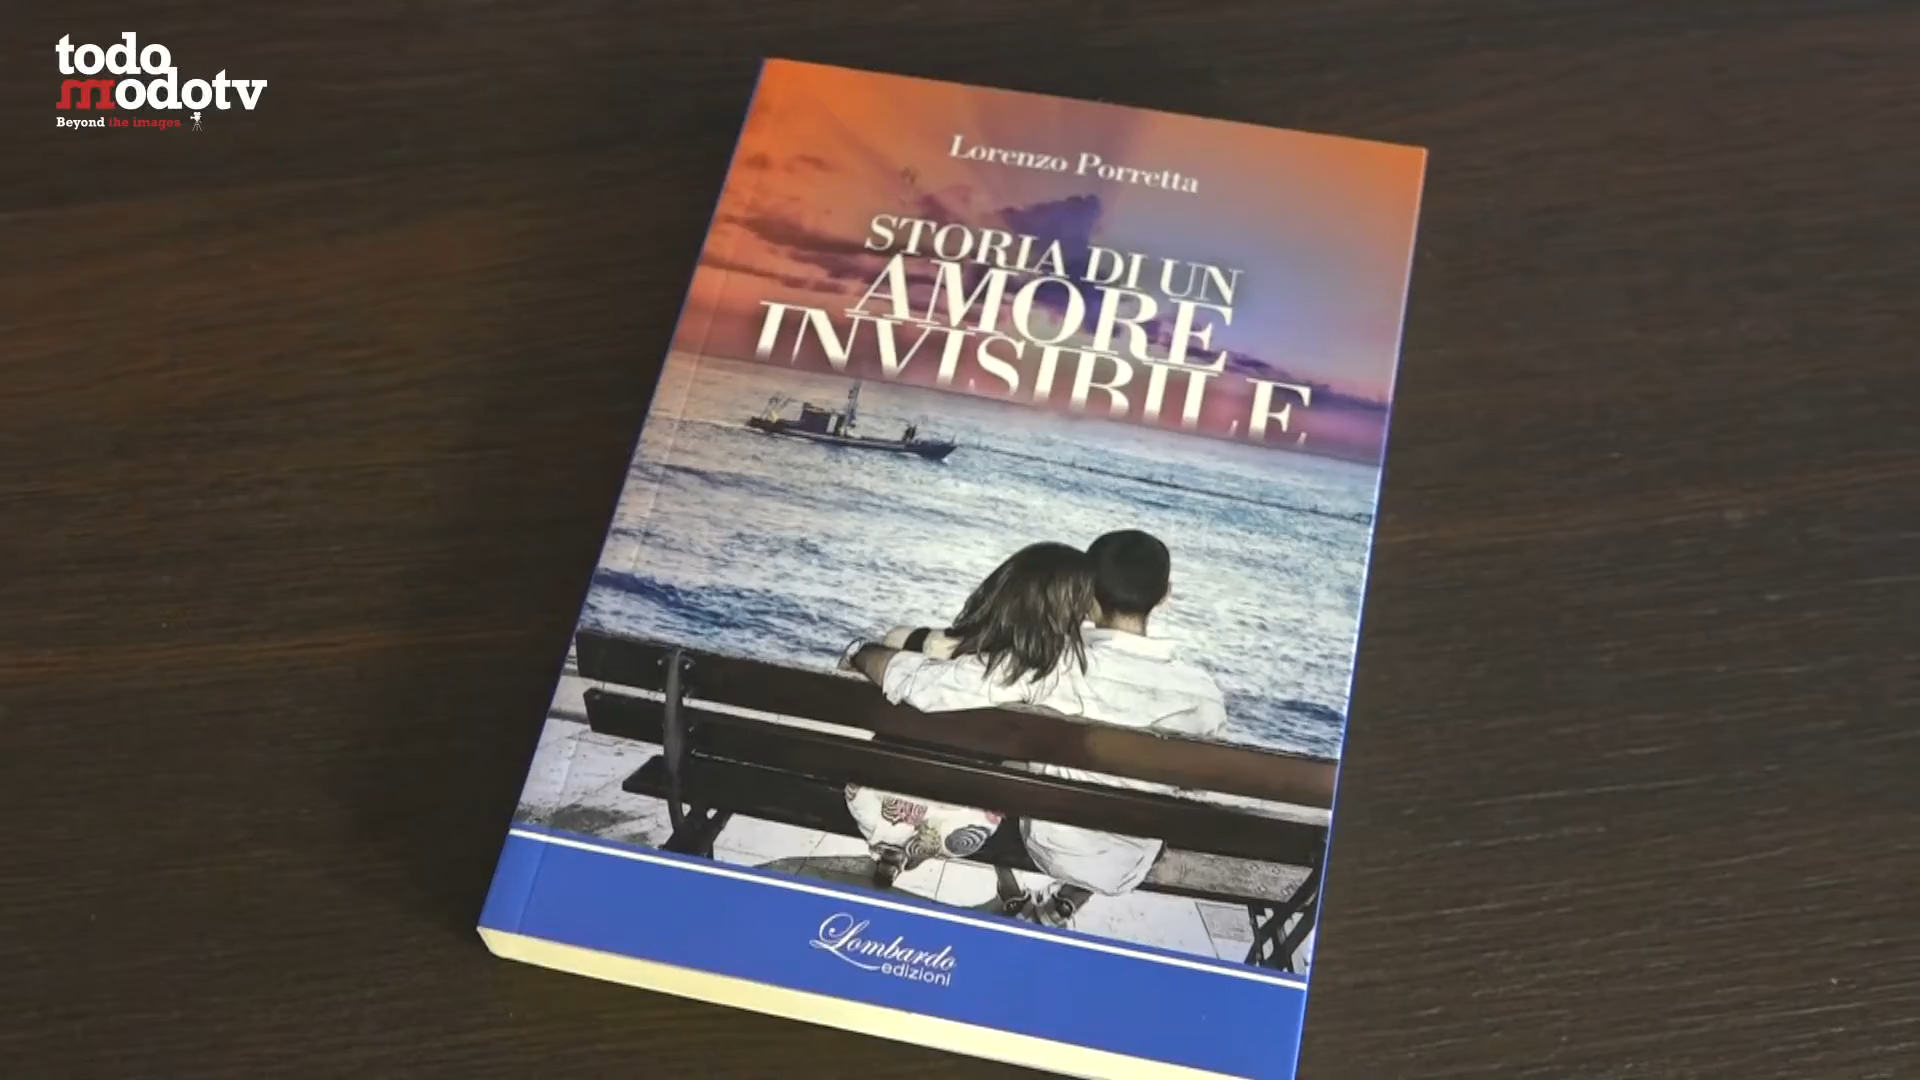 todo
modotv
Beyond the images
Lorenzo Porretta
STORIA DI UN
AMORE
INVISIBILE
Lombardo
edizioni